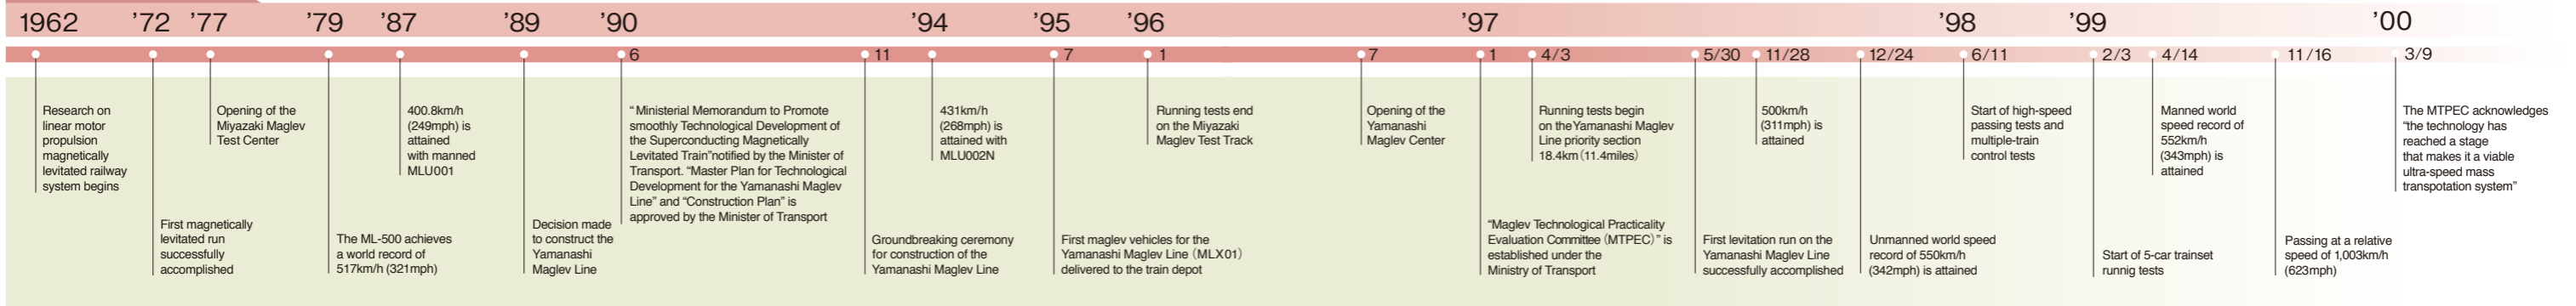 1962 ’72 ’77 ’79 ’87 ’89 ’90 ’94 ’95 ’96 ’97 ’98 ’99 ’00
6 11 7 1 7 1 4/3 5/30 11/28 12/24 6/11 2/3 4/14 11/16 3/9
Research on
linear motor
propulsion
magnetically
levitated railway
system begins
First magnetically
levitated run
successfully
accomplished
Opening of the
Miyazaki Maglev
Test Center
The ML-500 achieves
a world record of
517km/h (321mph)
400.8km/h
(249mph) is
attained
with manned
MLU001
Decision made
to construct the
Yamanashi
Maglev Line
“ Ministerial Memorandum to Promote
smoothly Technological Development of
the Superconducting Magnetically
Levitated Train”notified by the Minister of
Transport. “Master Plan for Technological
Development for the Yamanashi Maglev
Line” and “Construction Plan” is
approved by the Minister of Transport
Groundbreaking ceremony
for construction of the
Yamanashi Maglev Line
431km/h
(268mph) is
attained with
MLU002N
First maglev vehicles for the
Yamanashi Maglev Line (MLX01)
delivered to the train depot
Running tests end
on the Miyazaki
Maglev Test Track
Opening of the
Yamanashi
Maglev Center
“Maglev Technological Practicality
Evaluation Committee (MTPEC)” is
established under the
Ministry of Transport
Running tests begin
on theYamanashi Maglev
Line priority section
18.4km(11.4miles)
First levitation run on the
Yamanashi Maglev Line
successfully accomplished
500km/h
(311mph) is
attained
Unmanned world speed
record of 550km/h
(342mph) is attained
Start of high-speed
passing tests and
multiple-train
control tests
Start of 5-car trainset
runnig tests
Manned world
speed record of
552km/h
(343mph) is
attained
Passing at a relative
speed of 1,003km/h
(623mph)
The MTPEC acknowledges
“the technology has
reached a stage
that makes it a viable
ultra-speed mass
transpotation system”